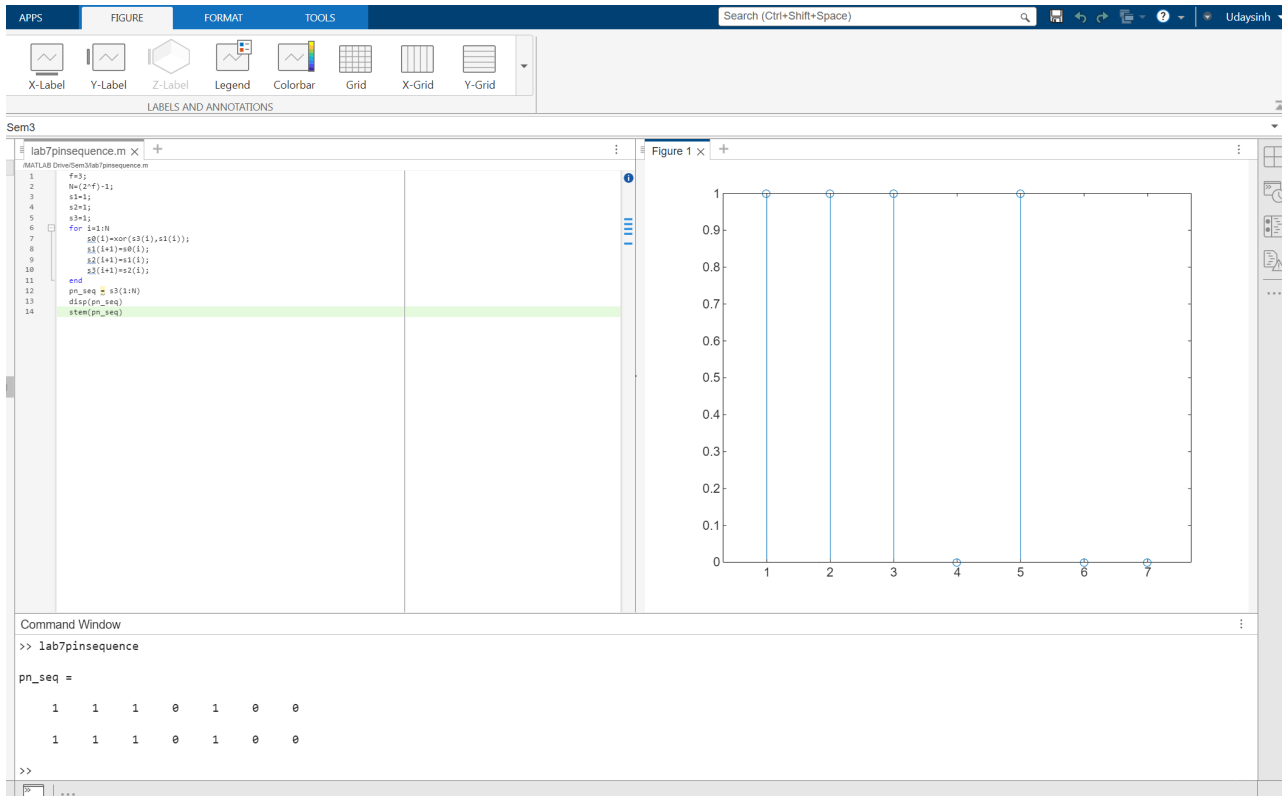 APPS FIGURE FORMAT TOOLS Search (Ctrl+Shift+Space) Udaysinh
X-Label Y-Label Z-Label Legend Colorbar Grid X-Grid Y-Grid
LABELS AND ANNOTATIONS
Sem3
lab7pinsequence.m
/MATLAB Drive/Sem3/lab7pinsequence.m
1 f=3;
2 N=(2^f)-1;
3 s1=1;
4 s2=1;
5 s3=1;
6 for i=1:N
7 s0(i)=xor(s3(i),s1(i));
8 s1(i+1)=s0(i);
9 s2(i+1)=s1(i);
10 s3(i+1)=s2(i);
11 end
12 pn_seq = s3(1:N)
13 disp(pn_seq)
14 stem(pn_seq)
Figure 1
1
0.9
0.8
0.7
0.6
0.5
0.4
0.3
0.2
0.1
0
1 2 3 4 5 6 7
Command Window
>> lab7pinsequence
pn_seq =
1 1 1 0 1 0 0
1 1 1 0 1 0 0
>>